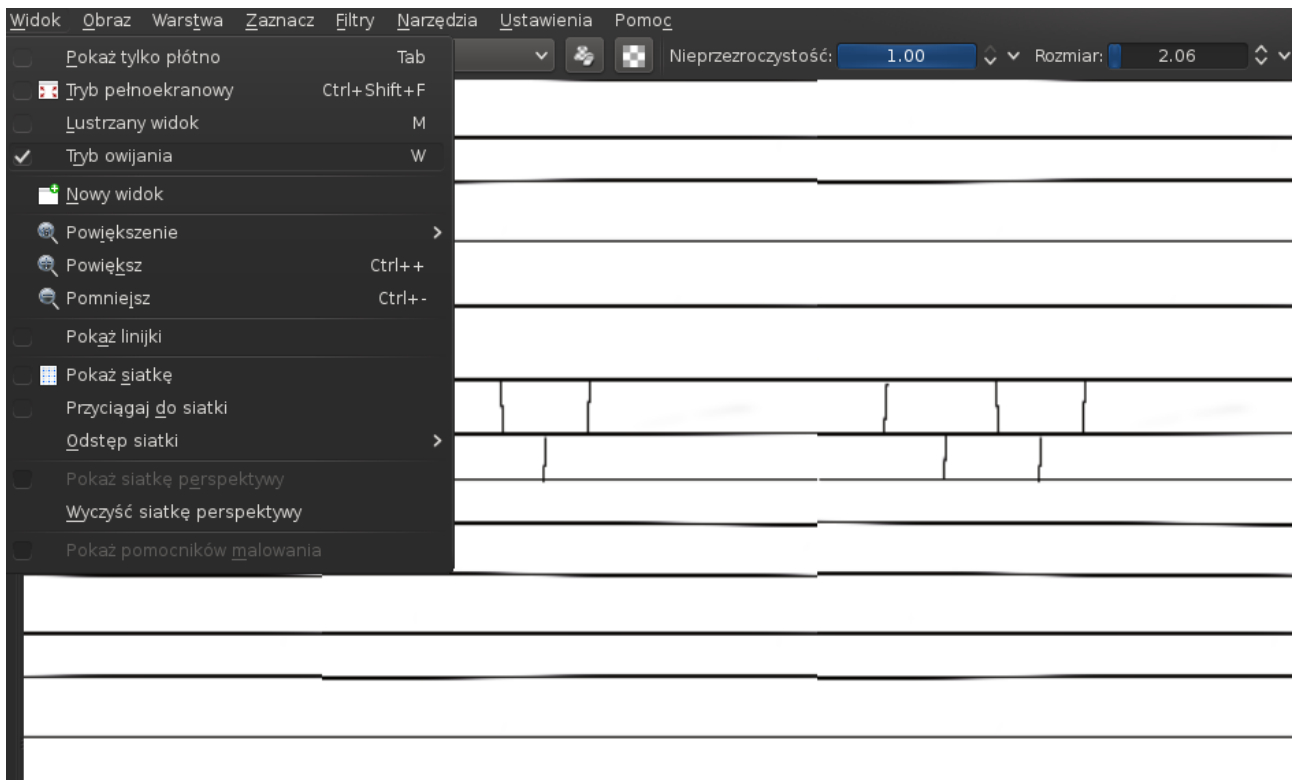 Widok Obraz Warstwa Zaznacz Filtry Narzędzia Ustawienia Pomoc
Nieprzezroczystość: 1.00 Rozmiar: 2.06
Pokaż tylko płótno Tab
Tryb pełnoekranowy Ctrl+Shift+F
Lustrzany widok M
Tryb owijania W
Nowy widok
Powiększenie
Powiększ Ctrl++
Pomniejsz Ctrl+-
Pokaż linijki
Pokaż siatkę
Przyciągaj do siatki
Odstęp siatki
Pokaż siatkę perspektywy
Wyczyść siatkę perspektywy
Pokaż pomocników malowania